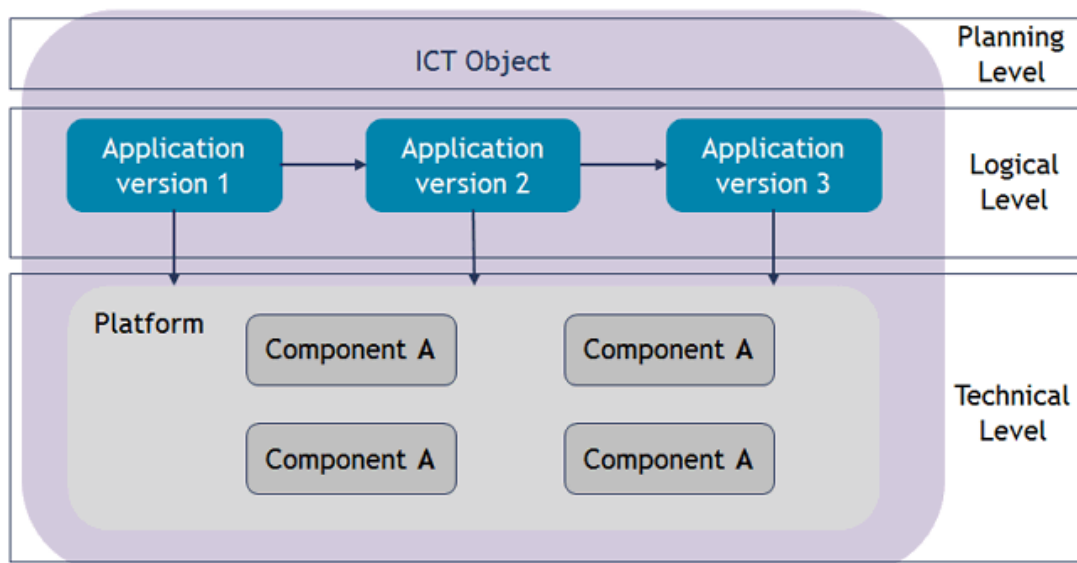 ICT Object
Planning
Level
Application
version 1
Application
version 2
Application
version 3
Logical
Level
Platform
Component A
Component A
Component A
Component A
Technical
Level